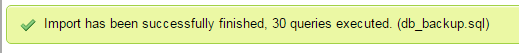 Import has been successfully finished, 30 queries executed. (db_backup.sql)